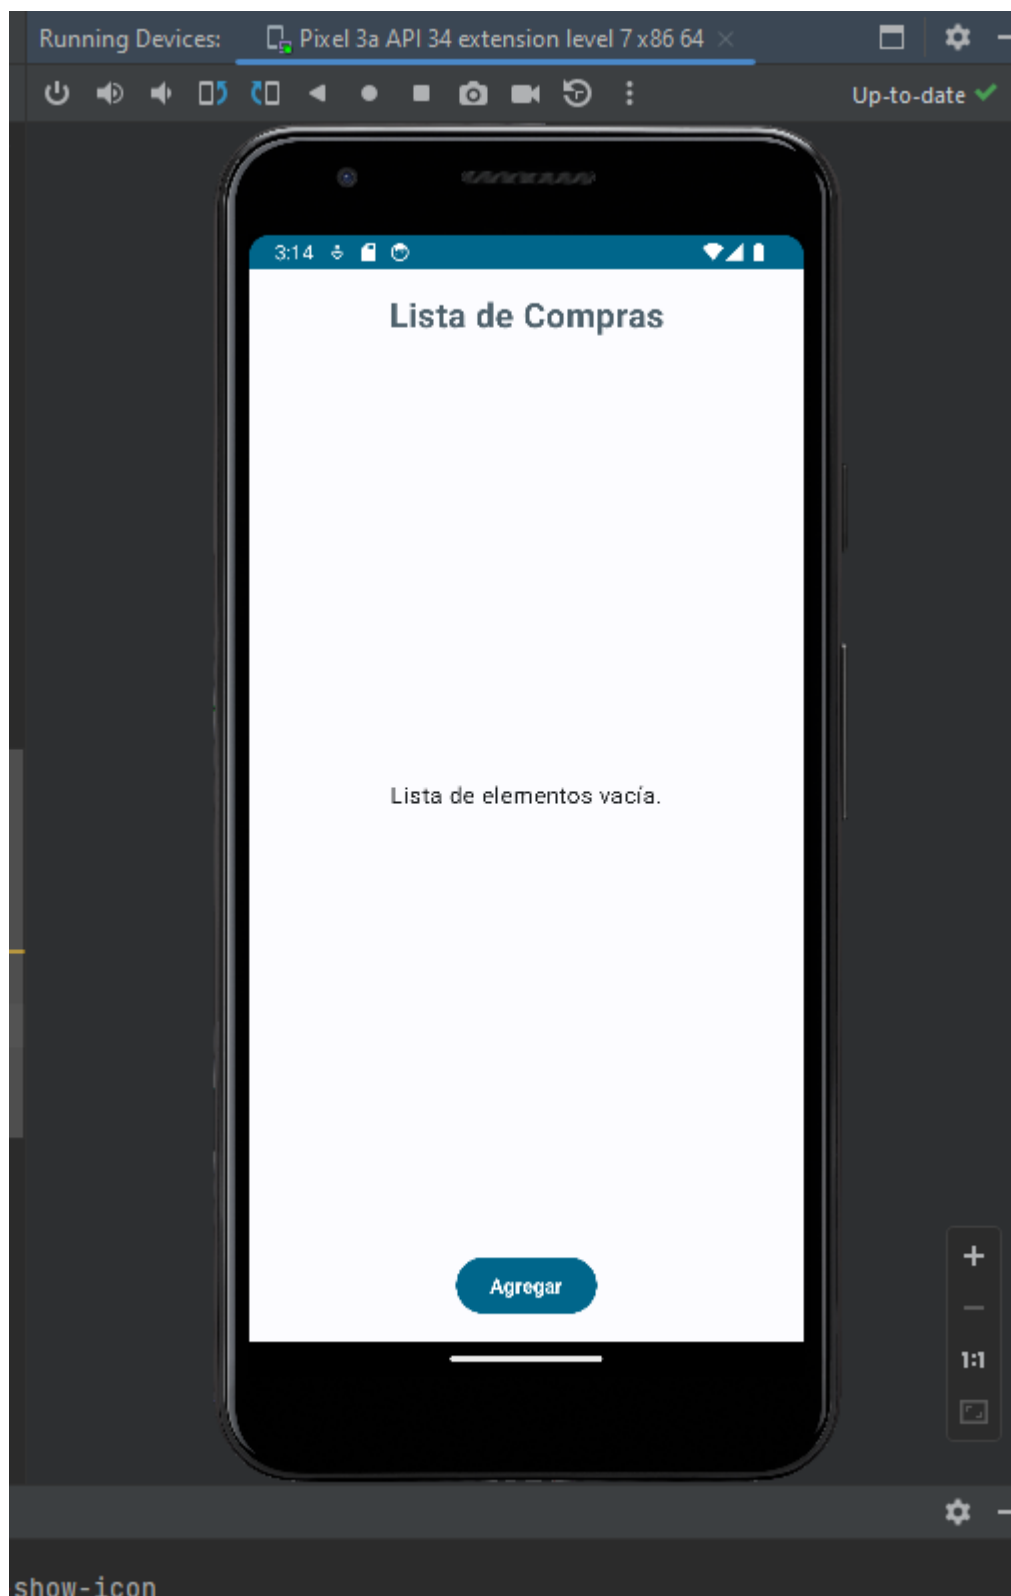 Running Devices: Pixel 3a API 34 extension level 7 x86 64
Up-to-date
3:14
Lista de Compras
Lista de elementos vacía.
Agregar
1:1
show-icon